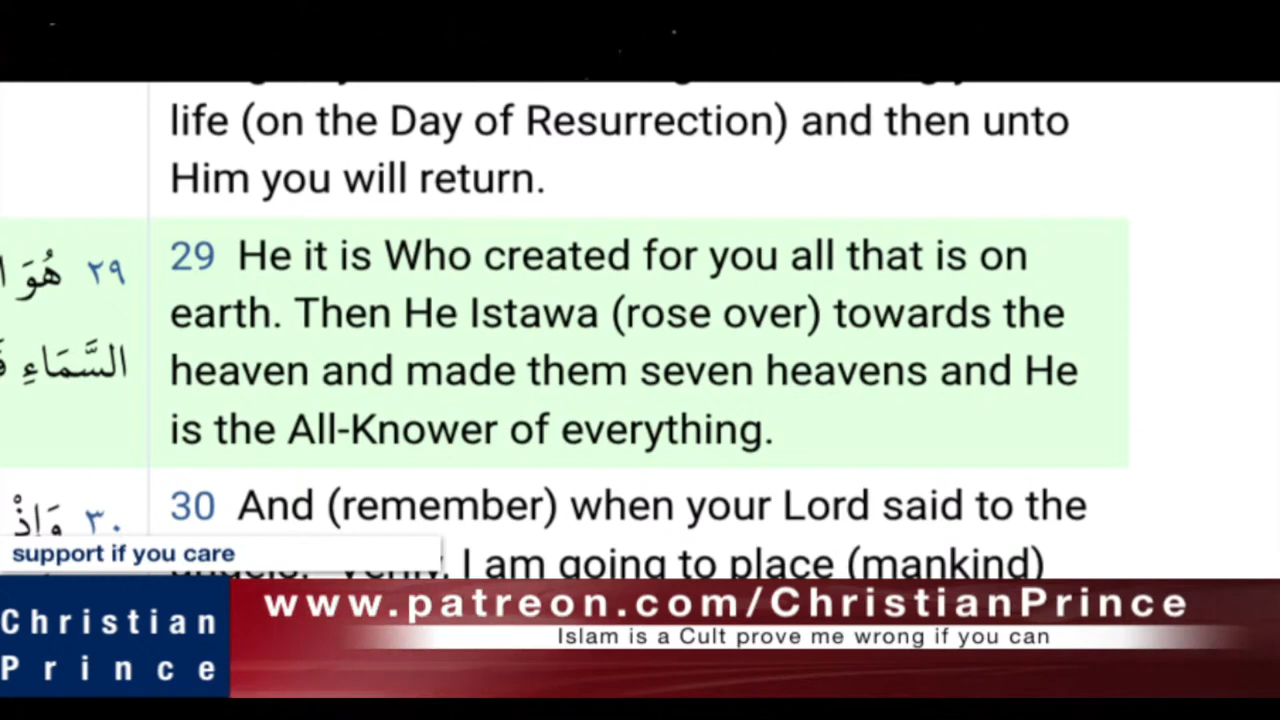 life (on the Day of Resurrection) and then unto
Him you will return.
٢٩ هُوَ
29 He it is Who created for you all that is on
earth. Then He Istawa (rose over) towards the
السَّمَاءِ
heaven and made them seven heavens and He
is the All-Knower of everything.
٣٠ وَإِذْ
30 And (remember) when your Lord said to the
support if you care
I am going to place (mankind)
Christian
Prince
www.patreon.com/ChristianPrince
Islam is a Cult prove me wrong if you can